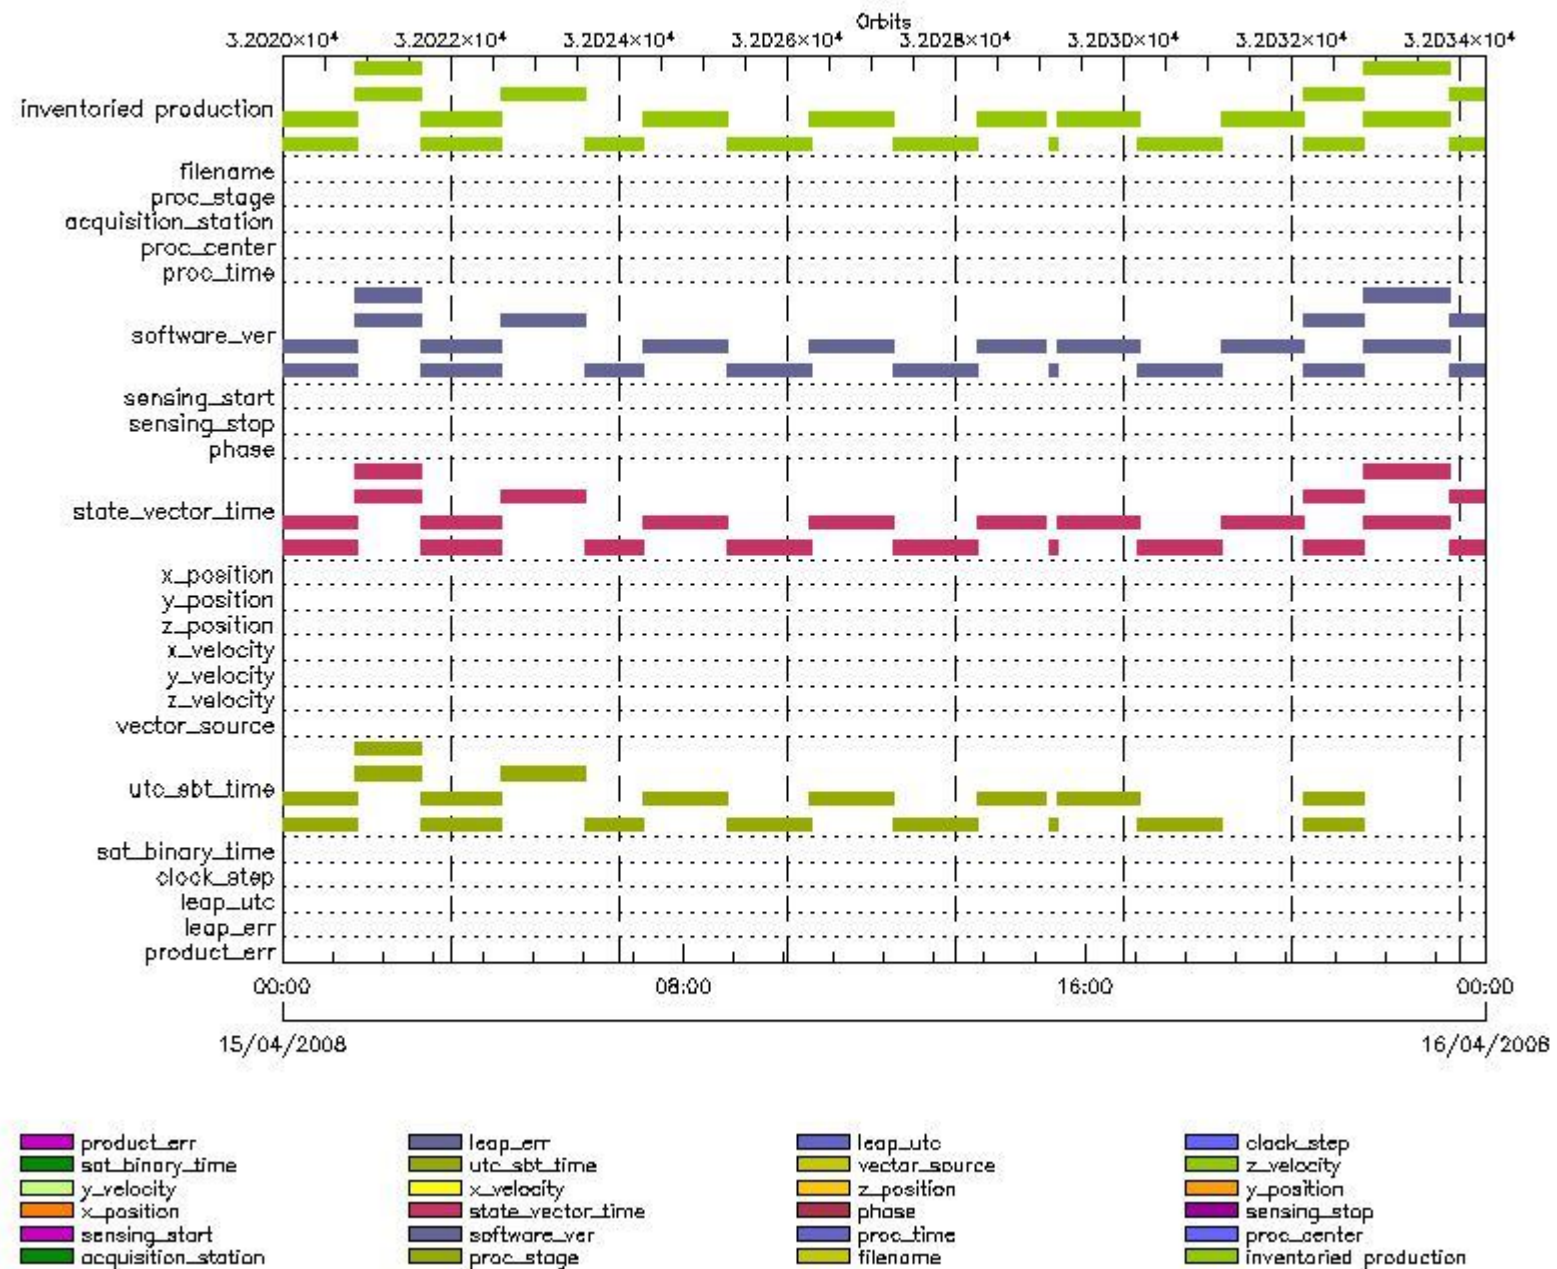 Orbits
3.2020×10⁴ 3.2022×10⁴ 3.2024×10⁴ 3.2026×10⁴ 3.2028×10⁴ 3.2030×10⁴ 3.2032×10⁴ 3.2034×10⁴
inventoried production
filename
proc_stage
acquisition_station
proc_center
proc_time
software_ver
sensing_start
sensing_stop
phase
state_vector_time
x_position
y_position
z_position
x_velocity
y_velocity
z_velocity
vector_source
utc_sbt_time
sat_binary_time
clock_step
leap_utc
leap_err
product_err
00:00 08:00 16:00 00:00
15/04/2008 16/04/2008
product_err leap_err leap_utc clock_step
sat_binary_time utc_sbt_time vector_source z_velocity
y_velocity x_velocity z_position y_position
x_position state_vector_time phase sensing_stop
sensing_start software_ver proc_time proc_center
acquisition_station proc_stage filename inventoried production